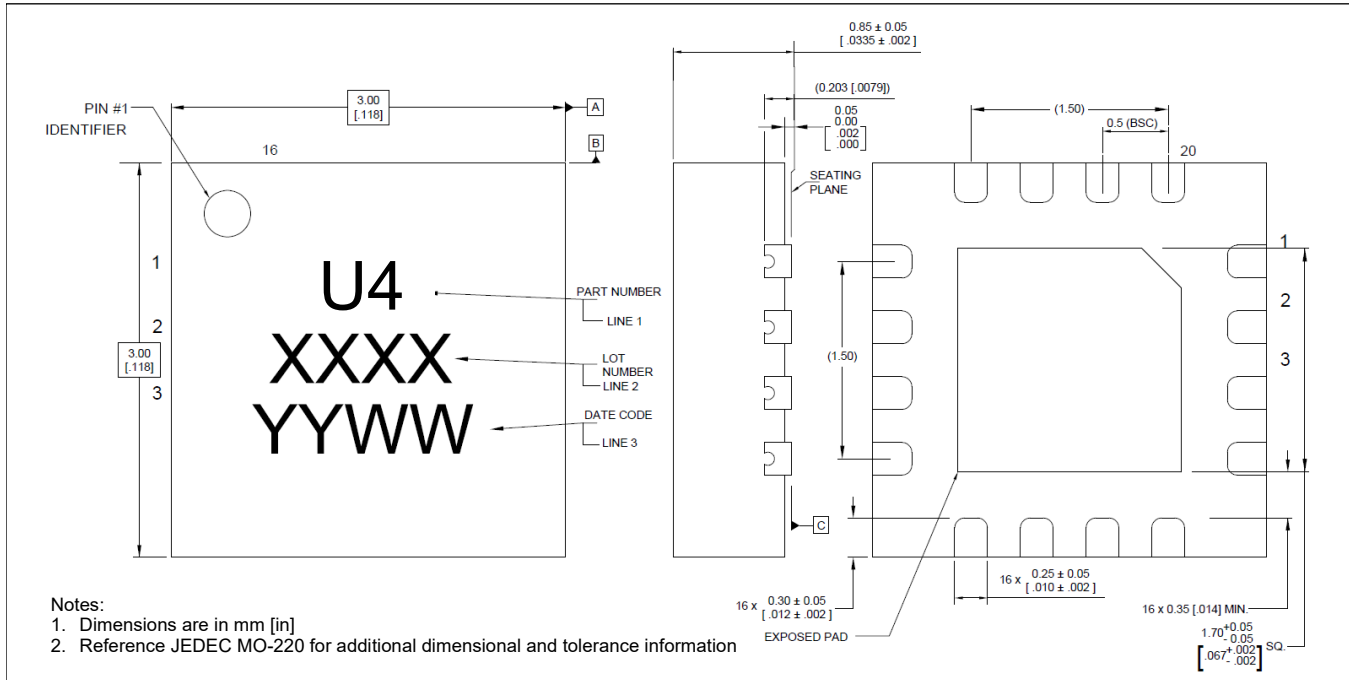 0.85 ± 0.05
[ .0335 ± .002 ]
(0.203 [.0079])
0.05
0.00
.002
.000
3.00
[.118]
A
B
PIN #1
IDENTIFIER
16
(1.50)
0.5 (BSC)
20
SEATING
PLANE
1
2
3
3.00
[.118]
U4
XXXX
YYWW
PART NUMBER
LINE 1
LOT
NUMBER
LINE 2
DATE CODE
LINE 3
(1.50)
1
2
3
C
16 x 0.30 ± 0.05
[ .012 ± .002 ]
16 x 0.25 ± 0.05
[ .010 ± .002 ]
EXPOSED PAD
16 x 0.35 [.014] MIN.
1.70 +0.05
- 0.05
[.067 +.002
- .002] SQ.
Notes:
1. Dimensions are in mm [in]
2. Reference JEDEC MO-220 for additional dimensional and tolerance information